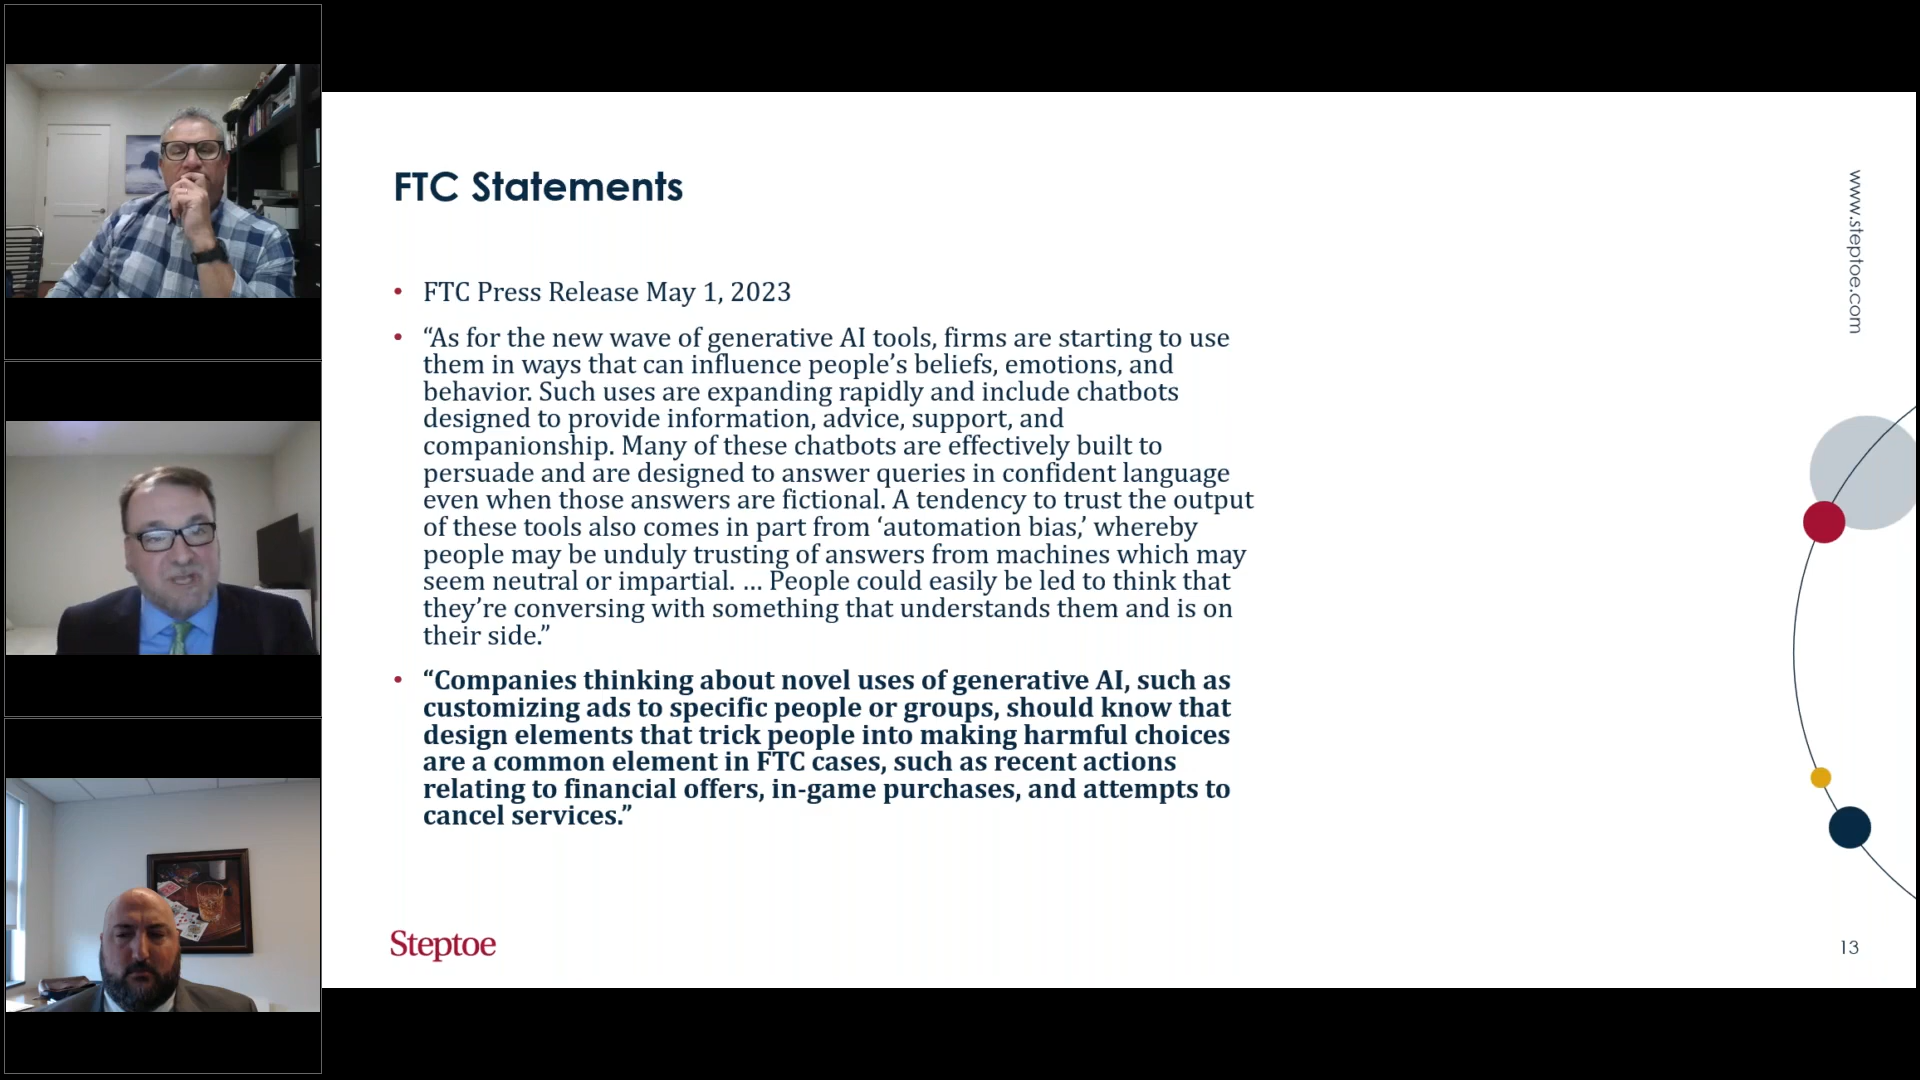 FTC Statements
www.steptoe.com
• FTC Press Release May 1, 2023
• “As for the new wave of generative AI tools, firms are starting to use
them in ways that can influence people’s beliefs, emotions, and
behavior. Such uses are expanding rapidly and include chatbots
designed to provide information, advice, support, and
companionship. Many of these chatbots are effectively built to
persuade and are designed to answer queries in confident language
even when those answers are fictional. A tendency to trust the output
of these tools also comes in part from ‘automation bias,’ whereby
people may be unduly trusting of answers from machines which may
seem neutral or impartial. … People could easily be led to think that
they’re conversing with something that understands them and is on
their side.”
• “Companies thinking about novel uses of generative AI, such as
customizing ads to specific people or groups, should know that
design elements that trick people into making harmful choices
are a common element in FTC cases, such as recent actions
relating to financial offers, in-game purchases, and attempts to
cancel services.”
Steptoe
13